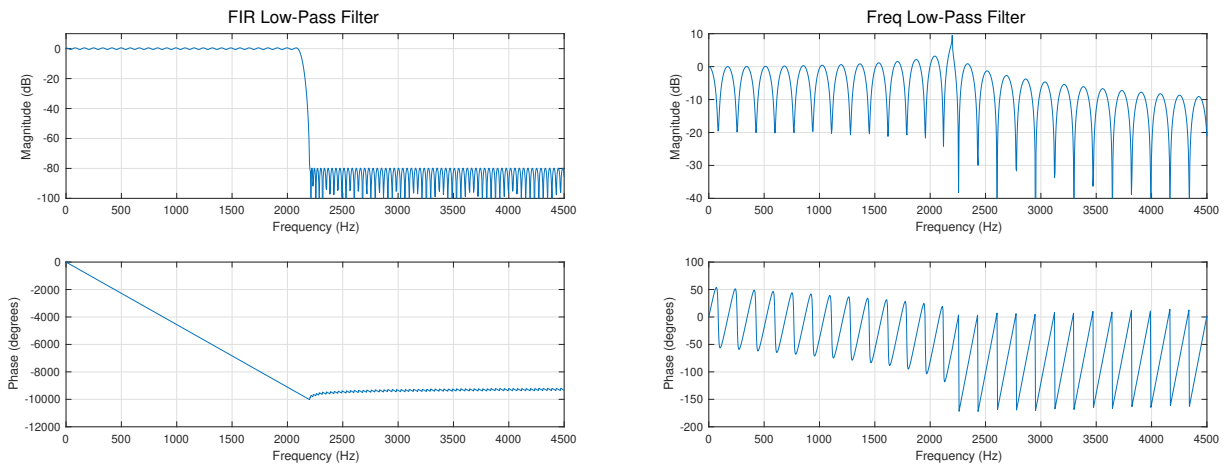 FIR Low-Pass Filter
0
-20
-40
-60
-80
-100
Magnitude (dB)
0 500 1000 1500 2000 2500 3000 3500 4000 4500
Frequency (Hz)
0
-2000
-4000
-6000
-8000
-10000
-12000
Phase (degrees)
0 500 1000 1500 2000 2500 3000 3500 4000 4500
Frequency (Hz)
Freq Low-Pass Filter
10
0
-10
-20
-30
-40
Magnitude (dB)
0 500 1000 1500 2000 2500 3000 3500 4000 4500
Frequency (Hz)
100
50
0
-50
-100
-150
-200
Phase (degrees)
0 500 1000 1500 2000 2500 3000 3500 4000 4500
Frequency (Hz)